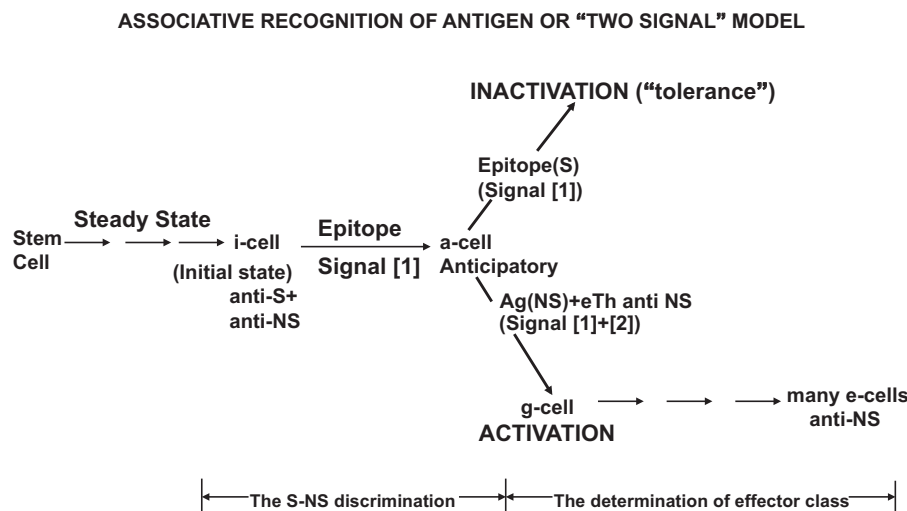 ASSOCIATIVE RECOGNITION OF ANTIGEN OR “TWO SIGNAL” MODEL
INACTIVATION (“tolerance”)
Epitope(S)
(Signal [1])
Steady State
Stem
Cell
i-cell
(Initial state)
anti-S+
anti-NS
Epitope
Signal [1]
a-cell
Anticipatory
Ag(NS)+eTh anti NS
(Signal [1]+[2])
g-cell
ACTIVATION
many e-cells
anti-NS
The S-NS discrimination
The determination of effector class